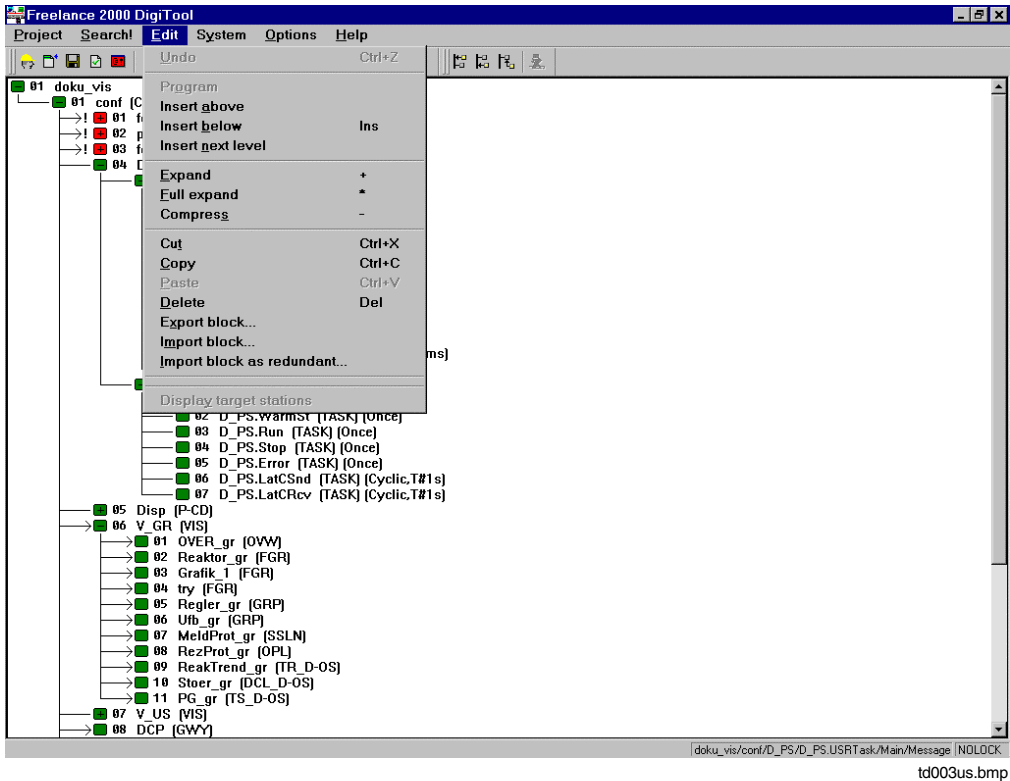 Freelance 2000 DigiTool
Project Search! Edit System Options Help
Undo Ctrl+Z
Program
Insert above
Insert below Ins
Insert next level
Expand +
Full expand *
Compress -
Cut Ctrl+X
Copy Ctrl+C
Paste Ctrl+V
Delete Del
Export block...
Import block...
Import block as redundant...
Display target stations
01 doku_vis
01 conf (C
! 01 f
! 02 p
! 03 f
04 D
ms)
02 D_PS.WarmSt (TASK) (Once)
03 D_PS.Run (TASK) (Once)
04 D_PS.Stop (TASK) (Once)
05 D_PS.Error (TASK) (Once)
06 D_PS.LatCSnd (TASK) (Cyclic,T#1s)
07 D_PS.LatCRcv (TASK) (Cyclic,T#1s)
05 Disp (P-CD)
06 V_GR (VIS)
01 OVER_gr (OVW)
02 Reaktor_gr (FGR)
03 Grafik_1 (FGR)
04 try (FGR)
05 Regler_gr (GRP)
06 Ufb_gr (GRP)
07 MeldProt_gr (SSLN)
08 RezProt_gr (OPL)
09 ReakTrend_gr (TR_D-OS)
10 Stoer_gr (DCL_D-OS)
11 PG_gr (TS_D-OS)
07 V_US (VIS)
08 DCP (GWY)
doku_vis/conf/D_PS/D_PS.USRTask/Main/Message NOLOCK
td003us.bmp